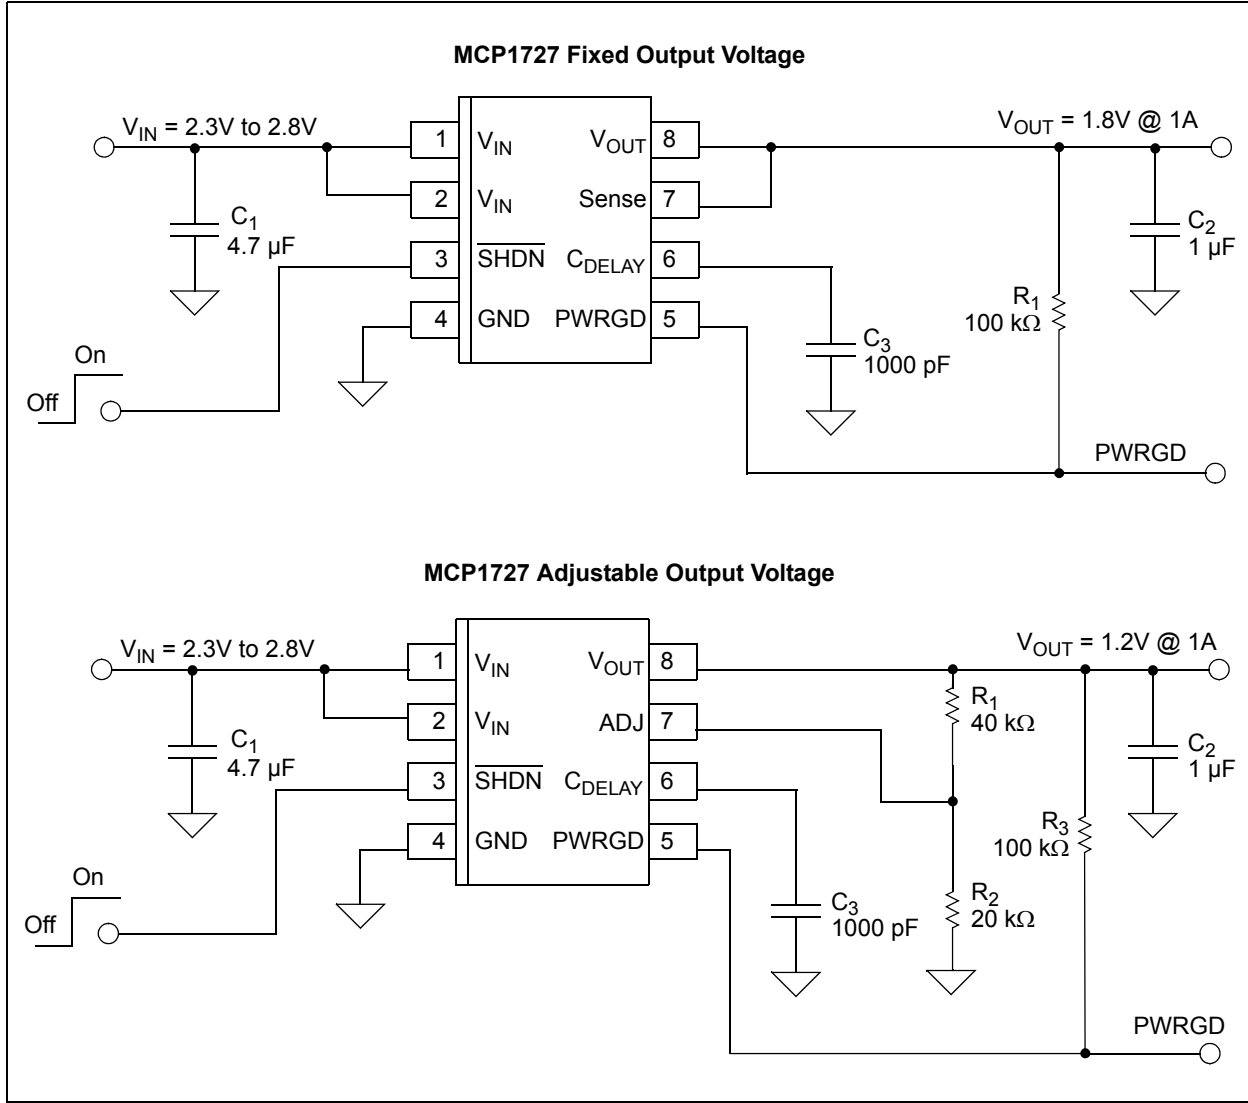 MCP1727 Fixed Output Voltage
VIN = 2.3V to 2.8V
VOUT = 1.8V @ 1A
1 VIN VOUT 8
2 VIN Sense 7
3 SHDN CDELAY 6
4 GND PWRGD 5
C1
4.7 µF
C2
1 µF
R1
100 kΩ
C3
1000 pF
On
Off
PWRGD
MCP1727 Adjustable Output Voltage
VIN = 2.3V to 2.8V
VOUT = 1.2V @ 1A
1 VIN VOUT 8
2 VIN ADJ 7
3 SHDN CDELAY 6
4 GND PWRGD 5
R1
40 kΩ
C1
4.7 µF
C2
1 µF
R3
100 kΩ
On
Off
C3
1000 pF
R2
20 kΩ
PWRGD